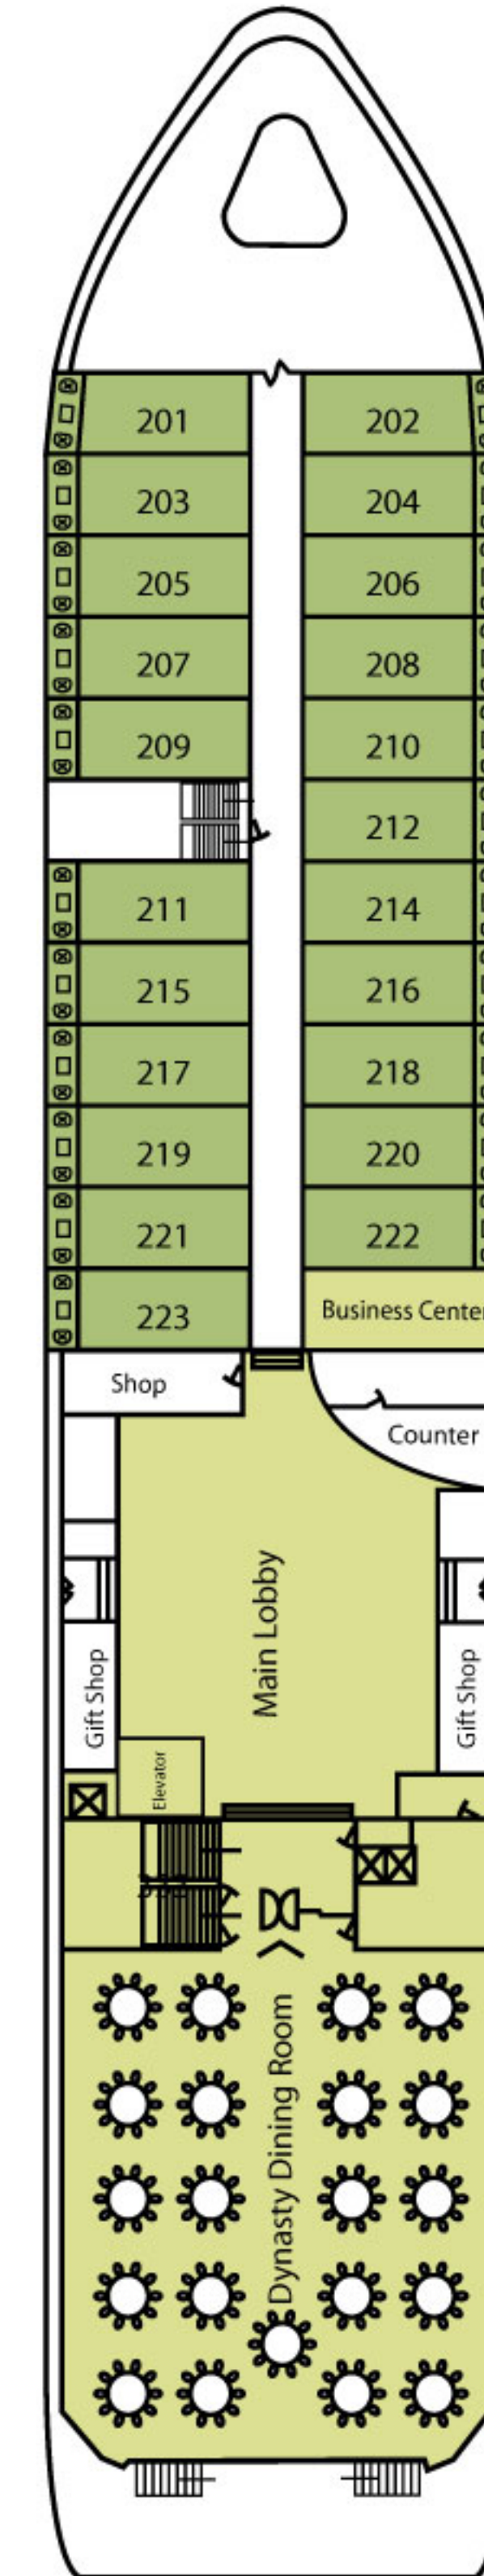 201 202
203 204
205 206
207 208
209 210
212
211 214
215 216
217 218
219 220
221 222
223 Business Center
Shop
Counter
Main Lobby
Gift Shop
Gift Shop
Elevator
Dynasty Dining Room